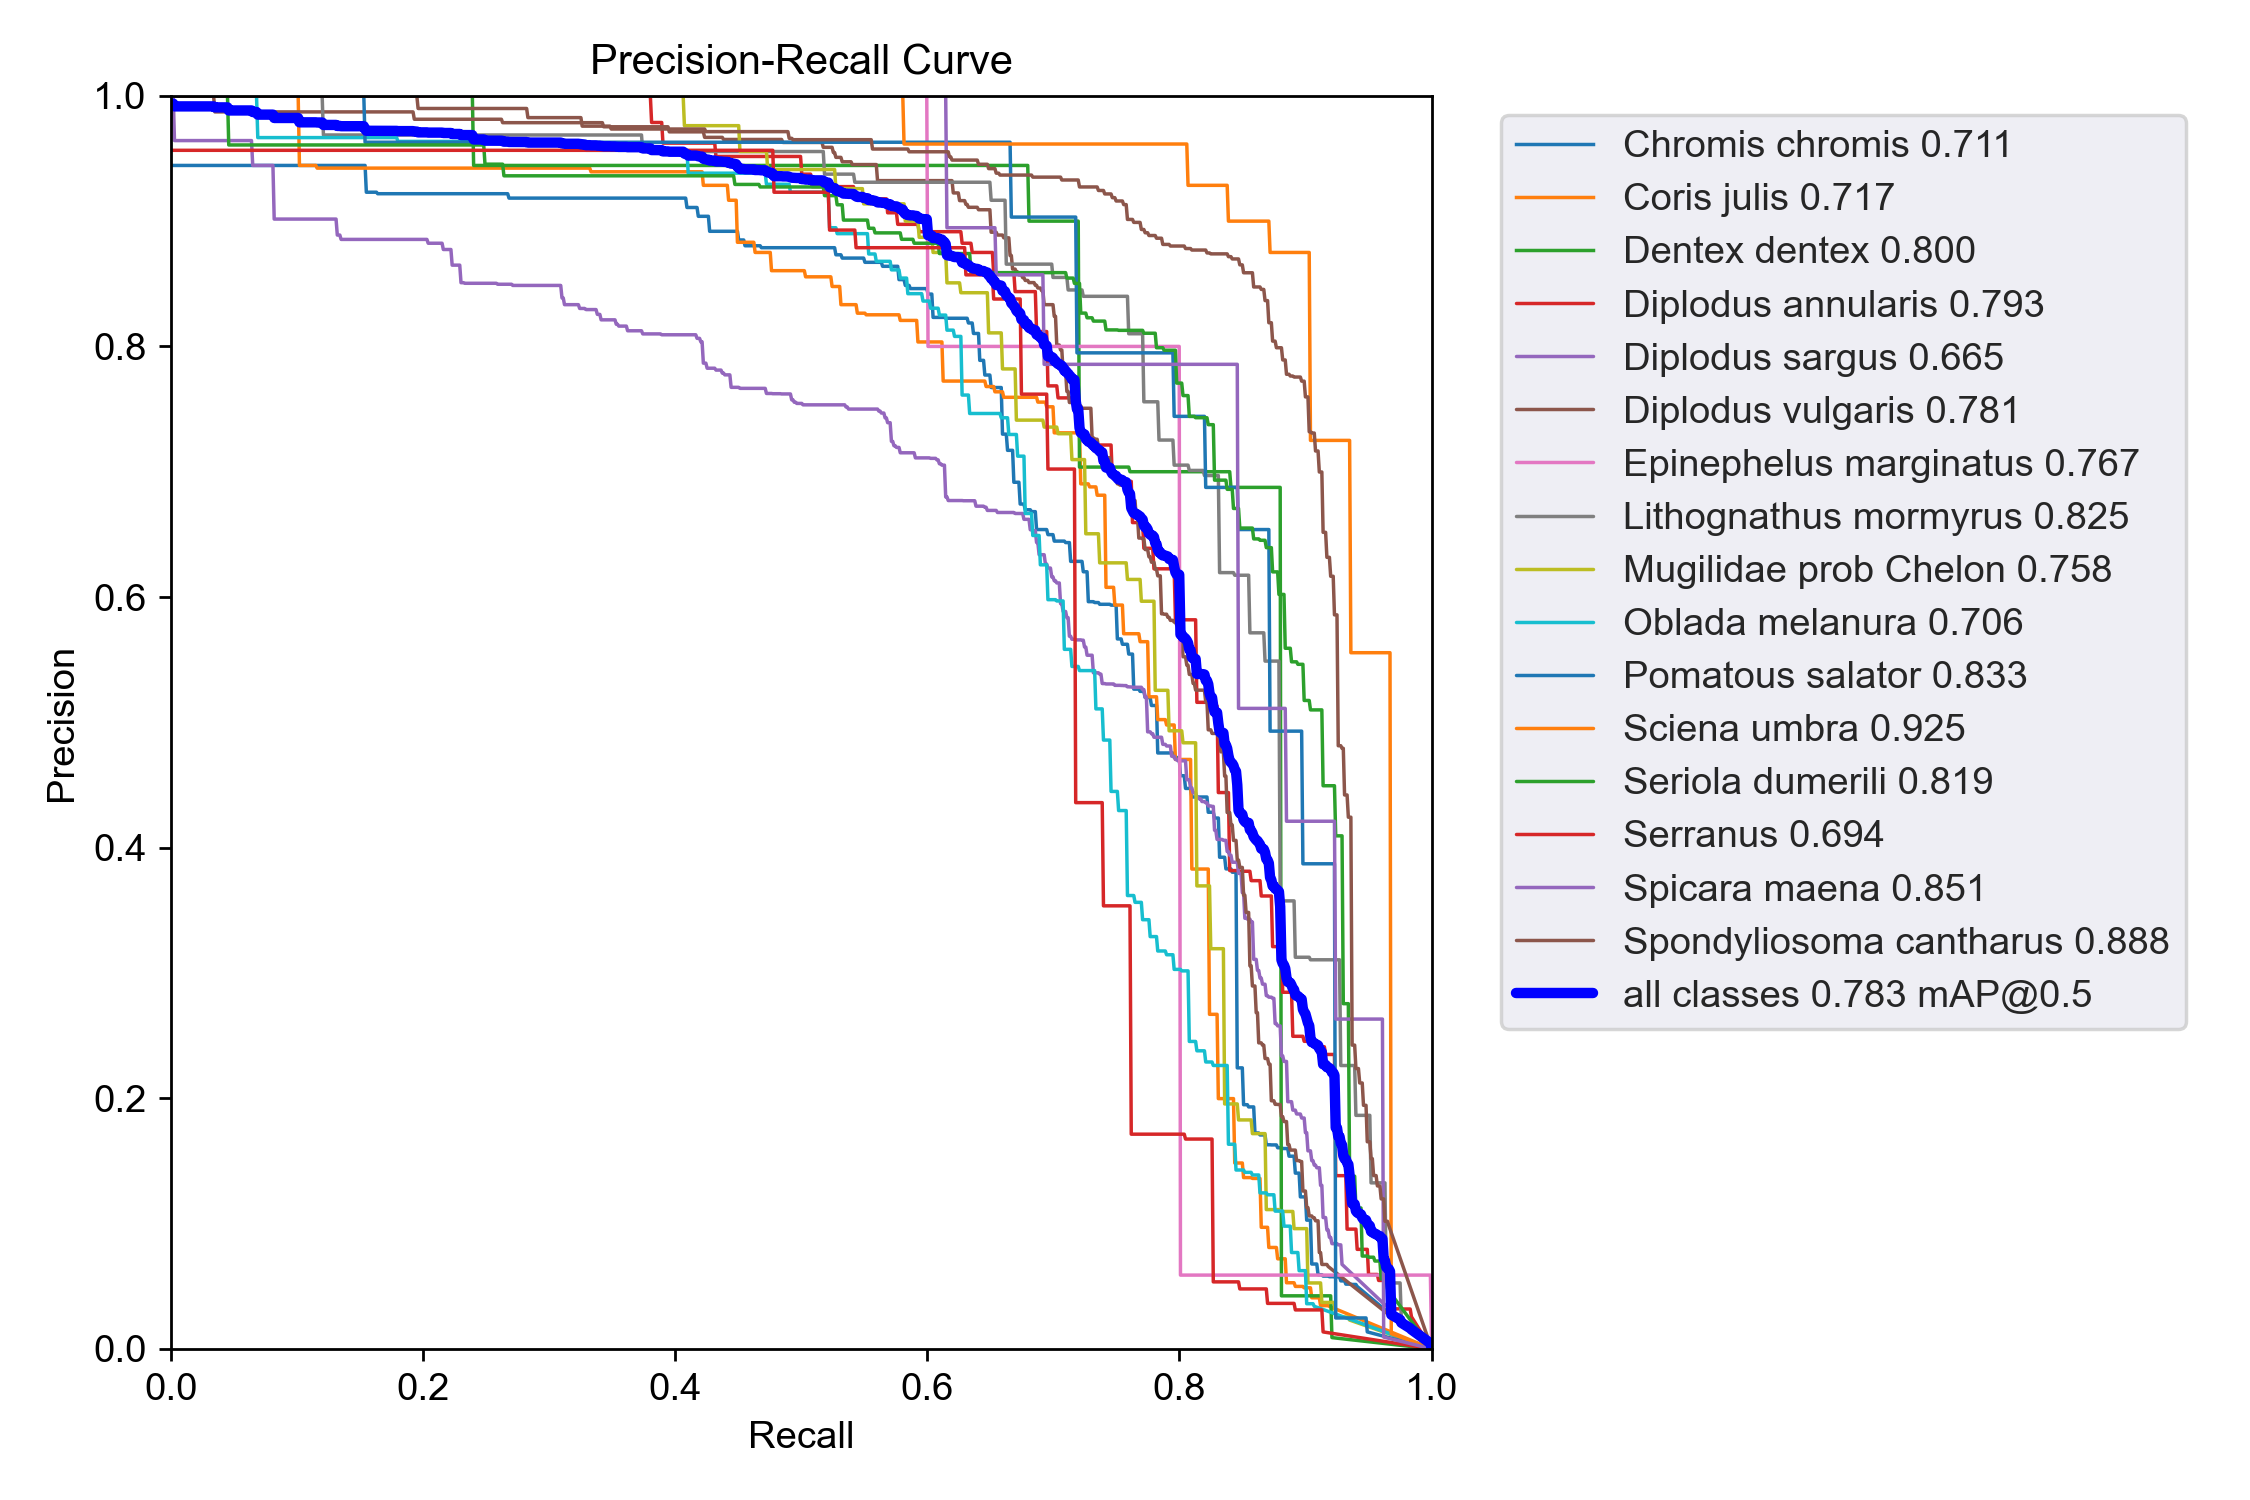 Precision-Recall Curve
1.0
0.8
0.6
0.4
0.2
0.0
Precision
0.0 0.2 0.4 0.6 0.8 1.0
Recall
Chromis chromis 0.711
Coris julis 0.717
Dentex dentex 0.800
Diplodus annularis 0.793
Diplodus sargus 0.665
Diplodus vulgaris 0.781
Epinephelus marginatus 0.767
Lithognathus mormyrus 0.825
Mugilidae prob Chelon 0.758
Oblada melanura 0.706
Pomatous salator 0.833
Sciena umbra 0.925
Seriola dumerili 0.819
Serranus 0.694
Spicara maena 0.851
Spondyliosoma cantharus 0.888
all classes 0.783 mAP@0.5